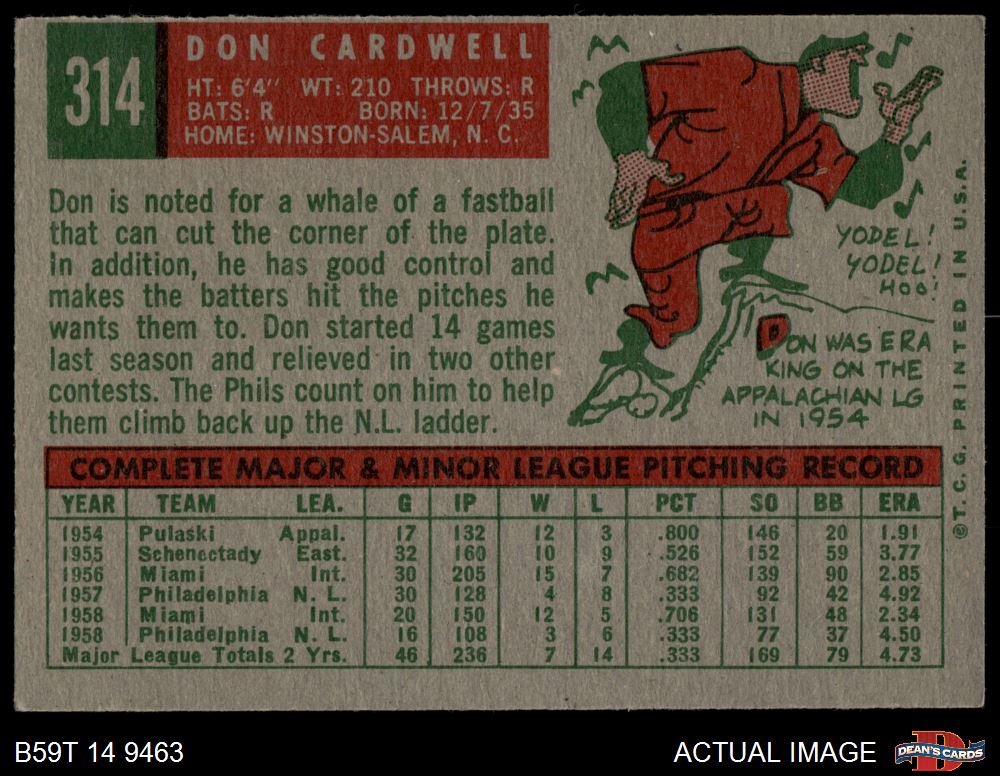 314
DON CARDWELL
HT: 6'4" WT: 210 THROWS: R
BATS: R BORN: 12/7/35
HOME: WINSTON-SALEM, N. C.
Don is noted for a whale of a fastball
that can cut the corner of the plate.
In addition, he has good control and
makes the batters hit the pitches he
wants them to. Don started 14 games
last season and relieved in two other
contests. The Phils count on him to help
them climb back up the N.L. ladder.
YODEL!
YODEL!
HOO!
DON WAS ERA
KING ON THE
APPALACHIAN LG
IN 1954
©T. C. G. PRINTED IN U.S.A.
COMPLETE MAJOR & MINOR LEAGUE PITCHING RECORD
YEAR TEAM LEA. G IP W L PCT SO BB ERA
1954 Pulaski Appal. 17 132 12 3 .800 146 20 1.91
1955 Schenectady East. 32 160 10 9 .526 152 59 3.77
1956 Miami Int. 30 205 15 7 .682 139 90 2.85
1957 Philadelphia N. L. 30 128 4 8 .333 92 42 4.92
1958 Miami Int. 20 150 12 5 .706 131 48 2.34
1958 Philadelphia N. L. 16 108 3 6 .333 77 37 4.50
Major League Totals 2 Yrs. 46 236 7 14 .333 169 79 4.73
B59T 14 9463
ACTUAL IMAGE
DEAN'S CARDS